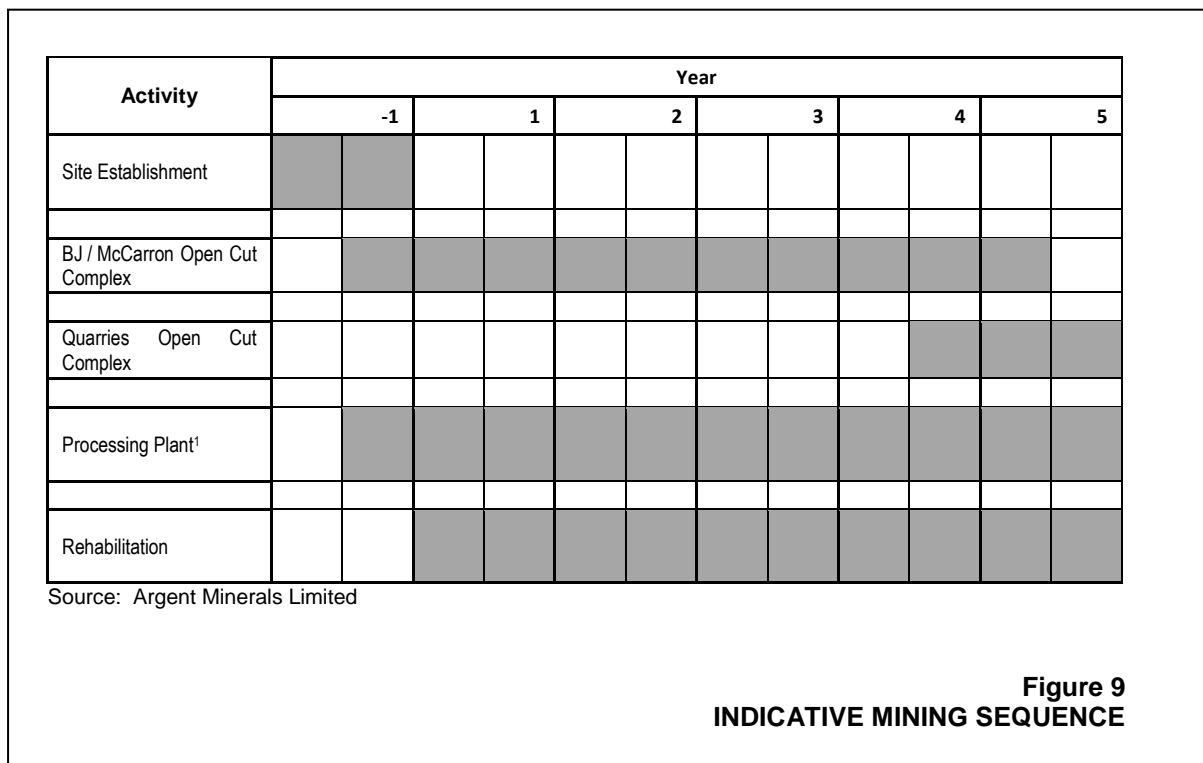 Activity
Year
-1 1 2 3 4 5
Site Establishment
BJ / McCarron Open Cut
Complex
Quarries Open Cut
Complex
Processing Plant¹
Rehabilitation
Source: Argent Minerals Limited
Figure 9
INDICATIVE MINING SEQUENCE